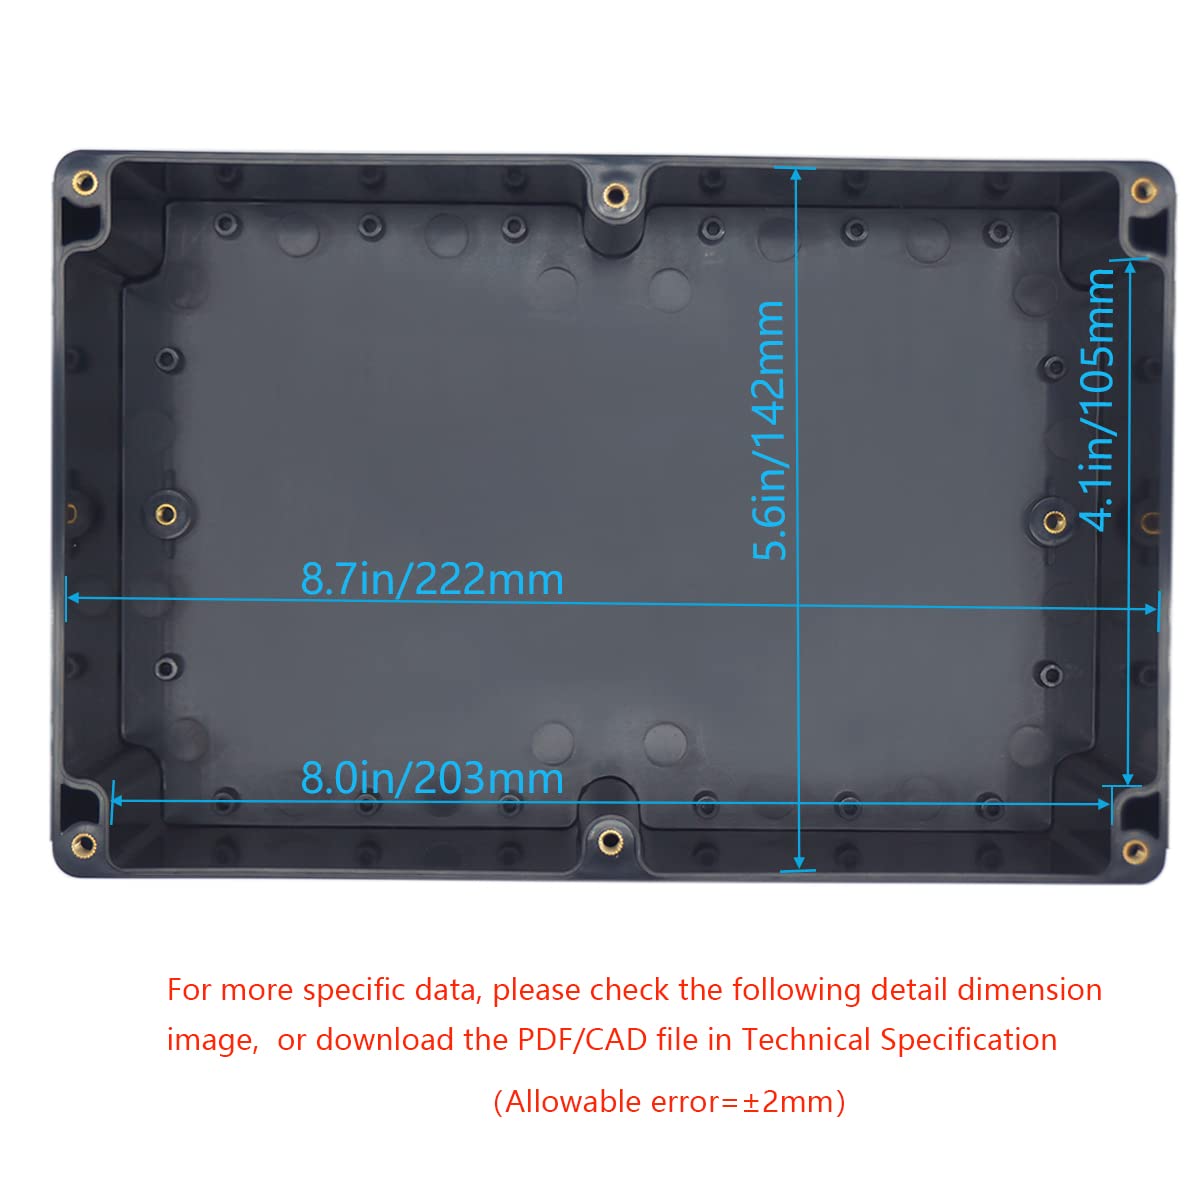 5.6in/142mm
4.1in/105mm
8.7in/222mm
8.0in/203mm
For more specific data, please check the following detail dimension
image, or download the PDF/CAD file in Technical Specification
(Allowable error=±2mm)